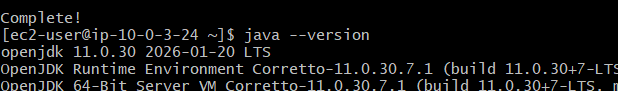 Complete!
[ec2-user@ip-10-0-3-24 ~]$ java --version
openjdk 11.0.30 2026-01-20 LTS
OpenJDK Runtime Environment Corretto-11.0.30.7.1 (build 11.0.30+7-LTS
OpenJDK 64-Bit Server VM Corretto-11.0.30.7.1 (build 11.0.30+7-LTS, m